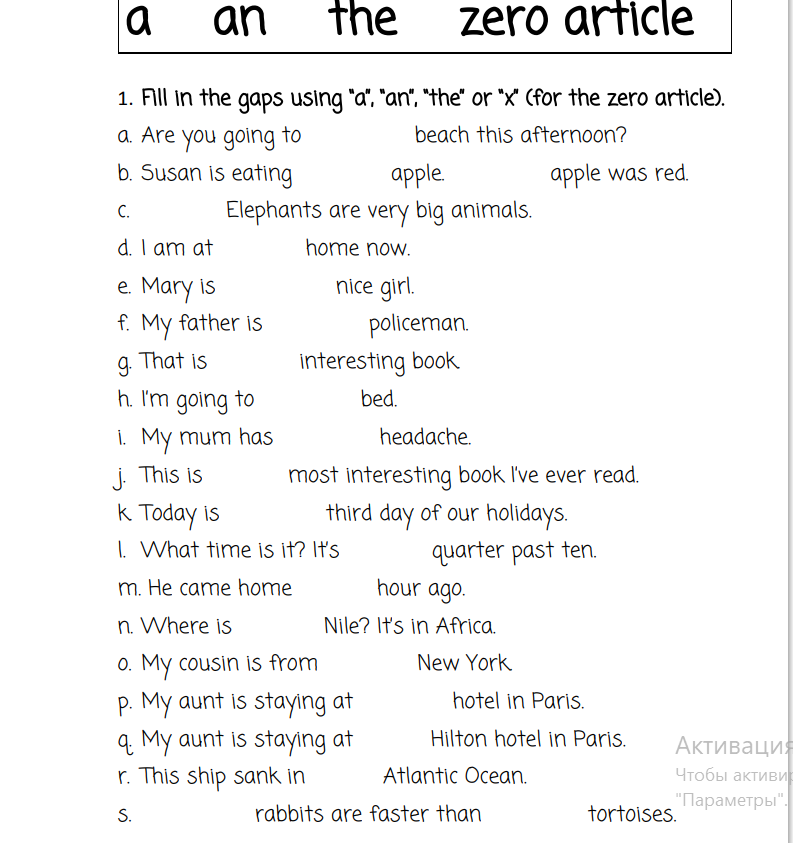 a an the zero article
1. Fill in the gaps using "a", "an", "the" or "x" (for the zero article).
a. Are you going to beach this afternoon?
b. Susan is eating apple. apple was red.
c. Elephants are very big animals.
d. I am at home now.
e. Mary is nice girl.
f. My father is policeman.
g. That is interesting book.
h. I'm going to bed.
i. My mum has headache.
j. This is most interesting book I've ever read.
k. Today is third day of our holidays.
l. What time is it? It's quarter past ten.
m. He came home hour ago.
n. Where is Nile? It's in Africa.
o. My cousin is from New York.
p. My aunt is staying at hotel in Paris.
q. My aunt is staying at Hilton hotel in Paris.
Активация
r. This ship sank in Atlantic Ocean.
Чтобы
"Параметры".
s. rabbits are faster than tortoises.